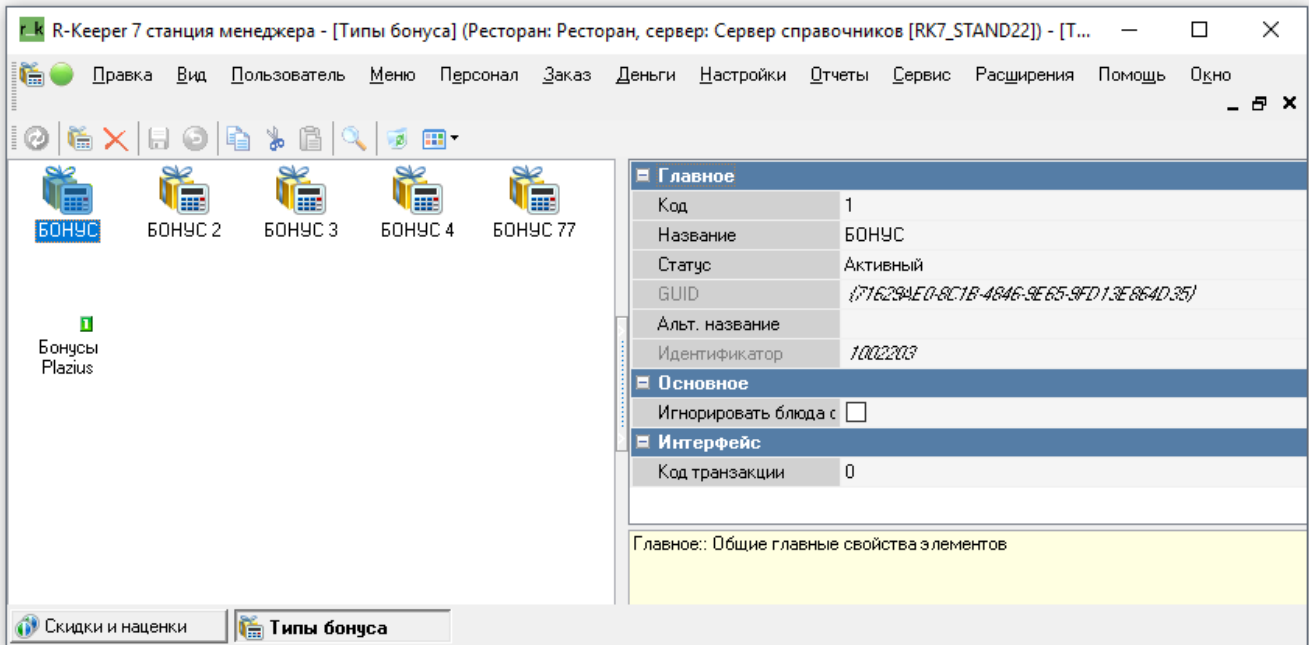 r_k R-Keeper 7 станция менеджера - [Типы бонуса] (Ресторан: Ресторан, сервер: Сервер справочников [RK7_STAND22]) - [Т...
Правка Вид Пользователь Меню Персонал Заказ Деньги Настройки Отчеты Сервис Расширения Помощь Окно
БОНУС БОНУС 2 БОНУС 3 БОНУС 4 БОНУС 77
1
Бонусы
Plazius
Главное
Код 1
Название БОНУС
Статус Активный
GUID {71629AE0-8C1B-4846-9E65-9FD13E864D35}
Альт. название
Идентификатор 1002203
Основное
Игнорировать блюда с
Интерфейс
Код транзакции 0
Главное:: Общие главные свойства элементов
Скидки и наценки Типы бонуса